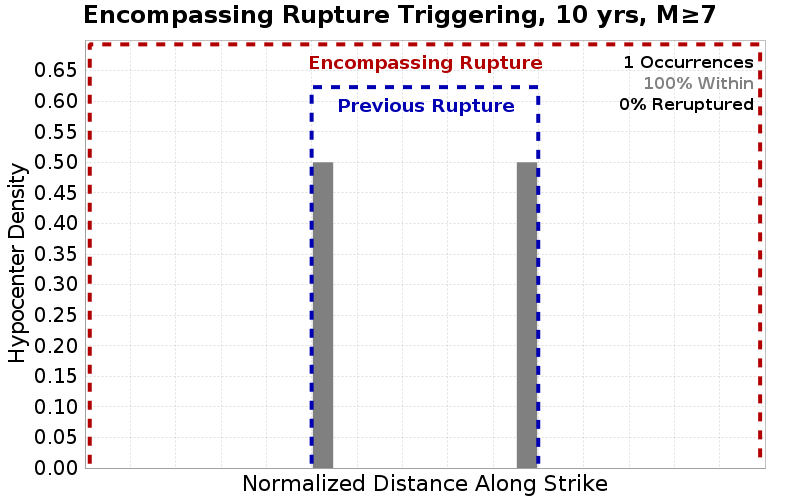 Encompassing Rupture Triggering, 10 yrs, M≥7
Encompassing Rupture
Previous Rupture
1 Occurrences
100% Within
0% Reruptured
Hypocenter Density
0.65
0.60
0.55
0.50
0.45
0.40
0.35
0.30
0.25
0.20
0.15
0.10
0.05
0.00
Normalized Distance Along Strike